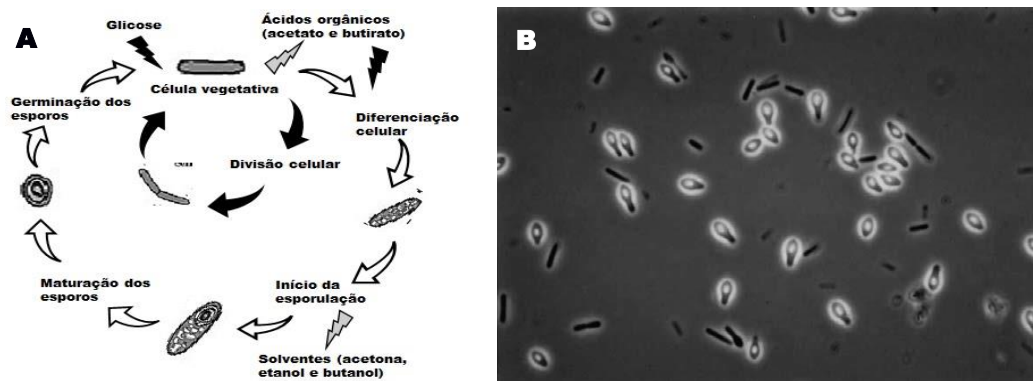 A
Glicose
Ácidos orgânicos
(acetato e butirato)
Célula vegetativa
Germinação dos
esporos
Diferenciação
celular
Divisão celular
Maturação dos
esporos
Início da
esporulação
Solventes (acetona,
etanol e butanol)
B